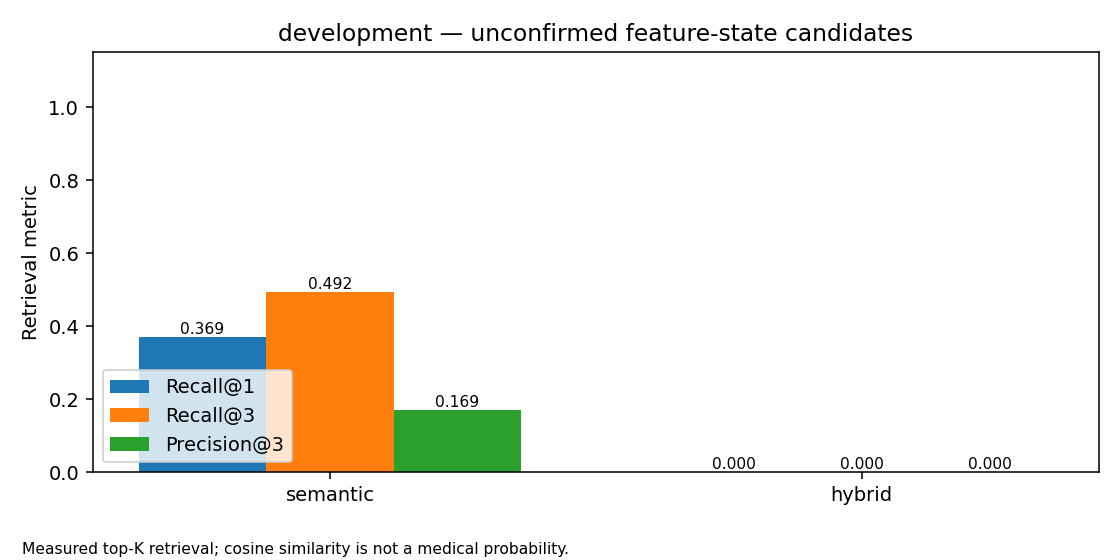 development — unconfirmed feature-state candidates
Retrieval metric
1.0
0.8
0.6
0.4
0.2
0.0
0.369
0.492
0.169
0.000
0.000
0.000
Recall@1
Recall@3
Precision@3
semantic
hybrid
Measured top-K retrieval; cosine similarity is not a medical probability.